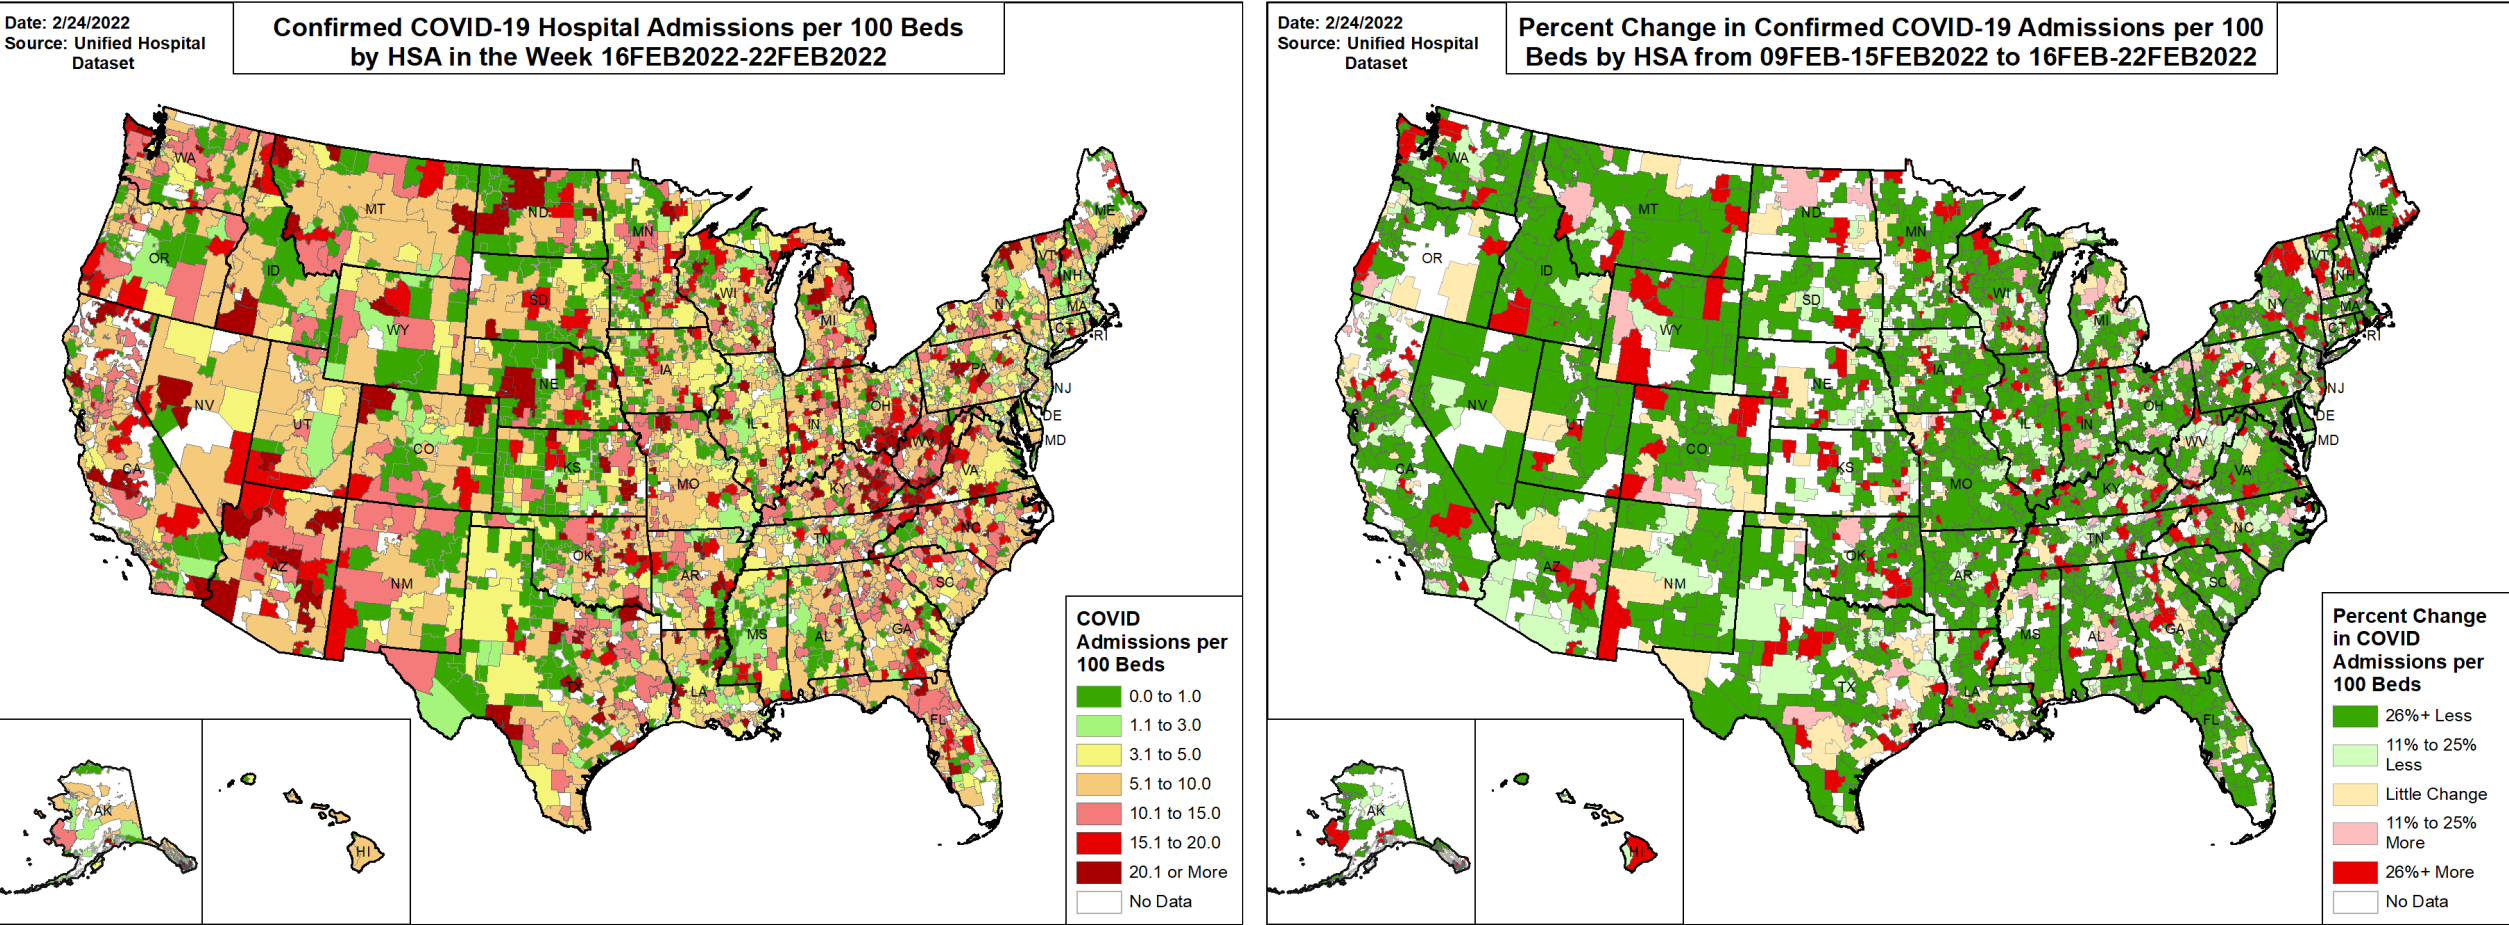 Date: 2/24/2022
Source: Unified Hospital
Dataset
Confirmed COVID-19 Hospital Admissions per 100 Beds
by HSA in the Week 16FEB2022-22FEB2022
WA
MT
ND
MN
ME
OR
ID
SD
WI
VT
NH
NY
MA
CT
RI
WY
MI
NE
IA
PA
NJ
NV
UT
CO
IL
IN
OH
DE
MD
WV
CA
KS
MO
KY
VA
AZ
NM
OK
AR
TN
NC
SC
MS
AL
GA
TX
LA
FL
AK
HI
COVID
Admissions per
100 Beds
0.0 to 1.0
1.1 to 3.0
3.1 to 5.0
5.1 to 10.0
10.1 to 15.0
15.1 to 20.0
20.1 or More
No Data
Date: 2/24/2022
Source: Unified Hospital
Dataset
Percent Change in Confirmed COVID-19 Admissions per 100
Beds by HSA from 09FEB-15FEB2022 to 16FEB-22FEB2022
WA
MT
ND
MN
ME
OR
ID
SD
WI
VT
NH
NY
MA
CT
RI
WY
MI
NE
IA
PA
NJ
NV
UT
CO
IL
IN
OH
DE
MD
WV
CA
KS
MO
KY
VA
AZ
NM
OK
AR
TN
NC
SC
MS
AL
GA
TX
LA
FL
AK
HI
Percent Change
in COVID
Admissions per
100 Beds
26%+ Less
11% to 25%
Less
Little Change
11% to 25%
More
26%+ More
No Data